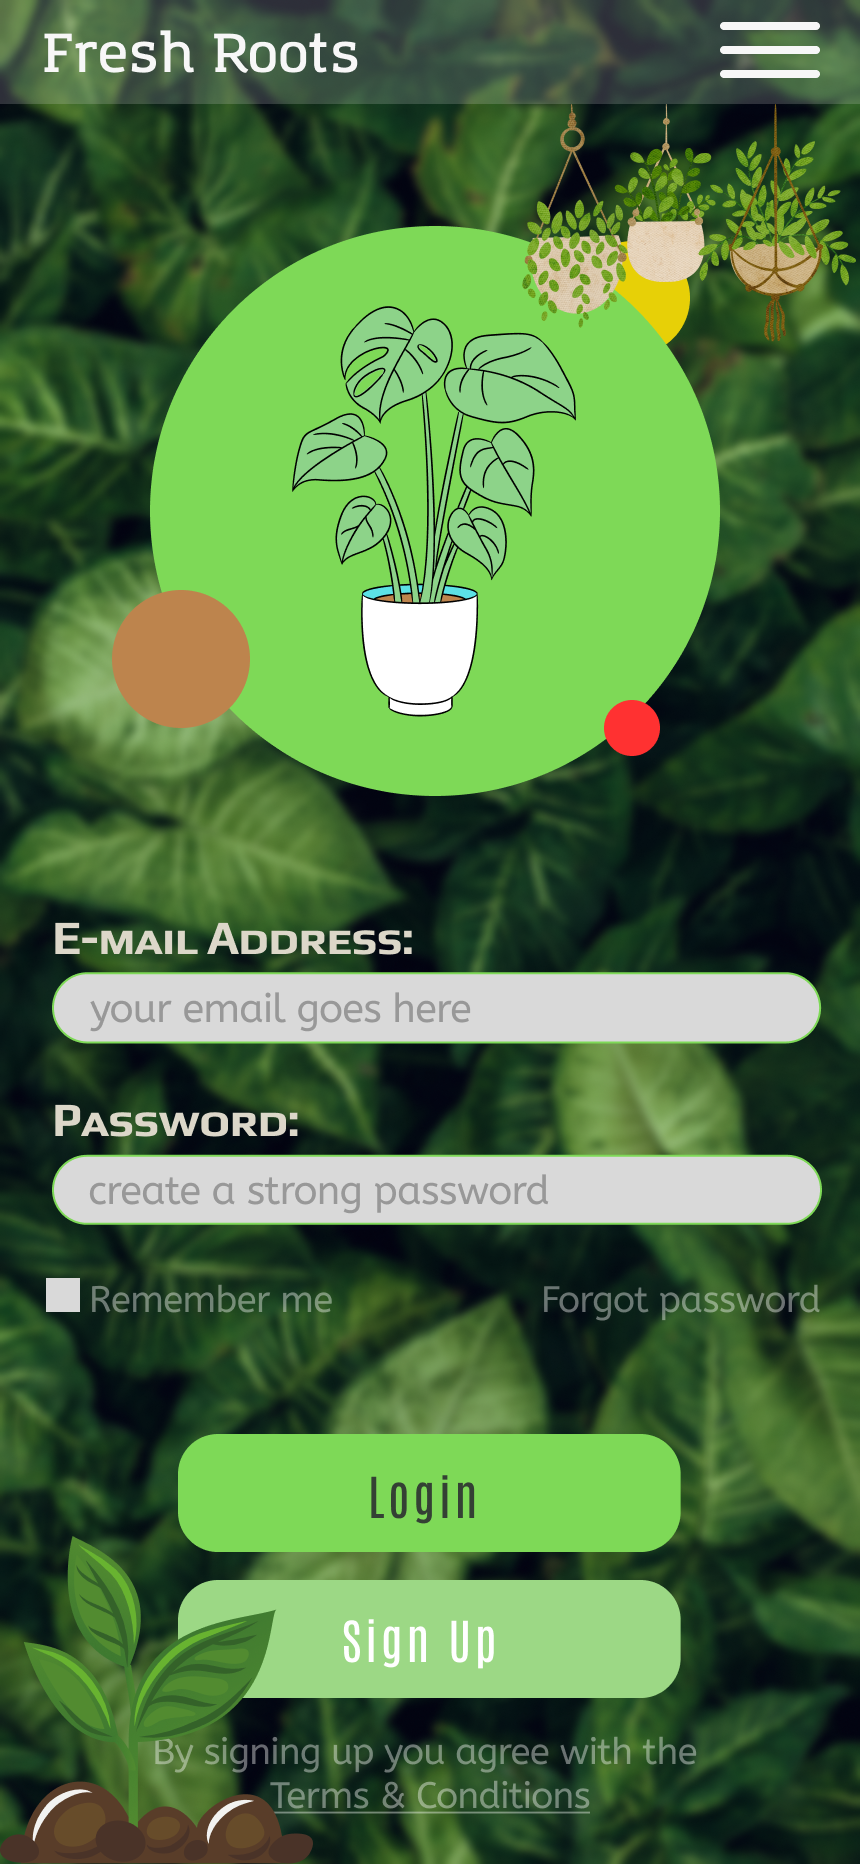 Fresh Roots
E-mail Address:
your email goes here
Password:
create a strong password
Remember me
Forgot password
Login
Sign Up
By signing up you agree with the
Terms & Conditions